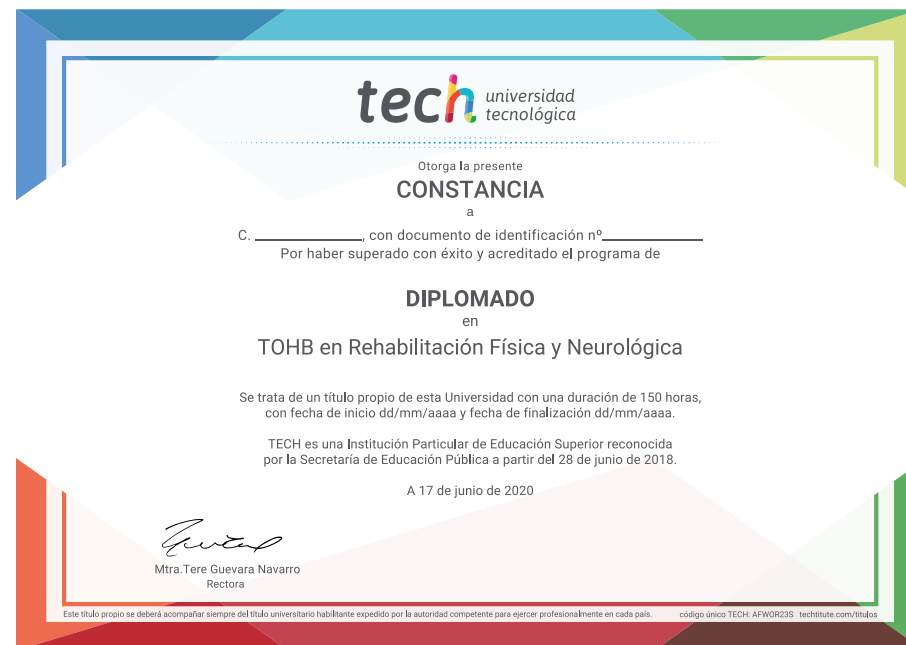 tech universidad
tecnológica
Otorga la presente
CONSTANCIA
a
C. ____________, con documento de identificación nº____________
Por haber superado con éxito y acreditado el programa de
DIPLOMADO
en
TOHB en Rehabilitación Física y Neurológica
Se trata de un título propio de esta Universidad con una duración de 150 horas,
con fecha de inicio dd/mm/aaaa y fecha de finalización dd/mm/aaaa.
TECH es una Institución Particular de Educación Superior reconocida
por la Secretaría de Educación Pública a partir del 28 de junio de 2018.
A 17 de junio de 2020
Mtra.Tere Guevara Navarro
Rectora
Este título propio se deberá acompañar siempre del título universitario habilitante expedido por la autoridad competente para ejercer profesionalmente en cada país. código único TECH: AFWOR23S techtitute.com/titulos